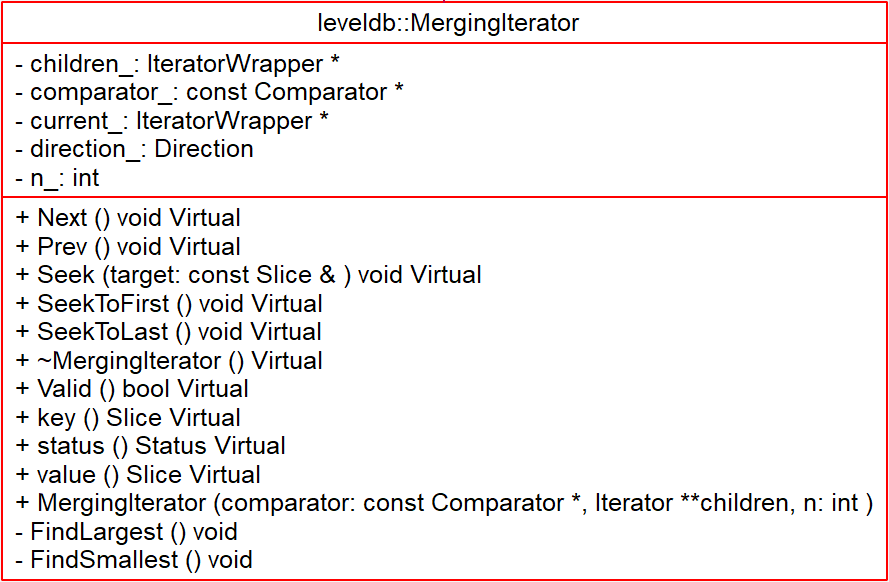 leveldb::MergingIterator
- children_: IteratorWrapper *
- comparator_: const Comparator *
- current_: IteratorWrapper *
- direction_: Direction
- n_: int
+ Next () void Virtual
+ Prev () void Virtual
+ Seek (target: const Slice & ) void Virtual
+ SeekToFirst () void Virtual
+ SeekToLast () void Virtual
+ ~MergingIterator () Virtual
+ Valid () bool Virtual
+ key () Slice Virtual
+ status () Status Virtual
+ value () Slice Virtual
+ MergingIterator (comparator: const Comparator *, Iterator **children, n: int )
- FindLargest () void
- FindSmallest () void